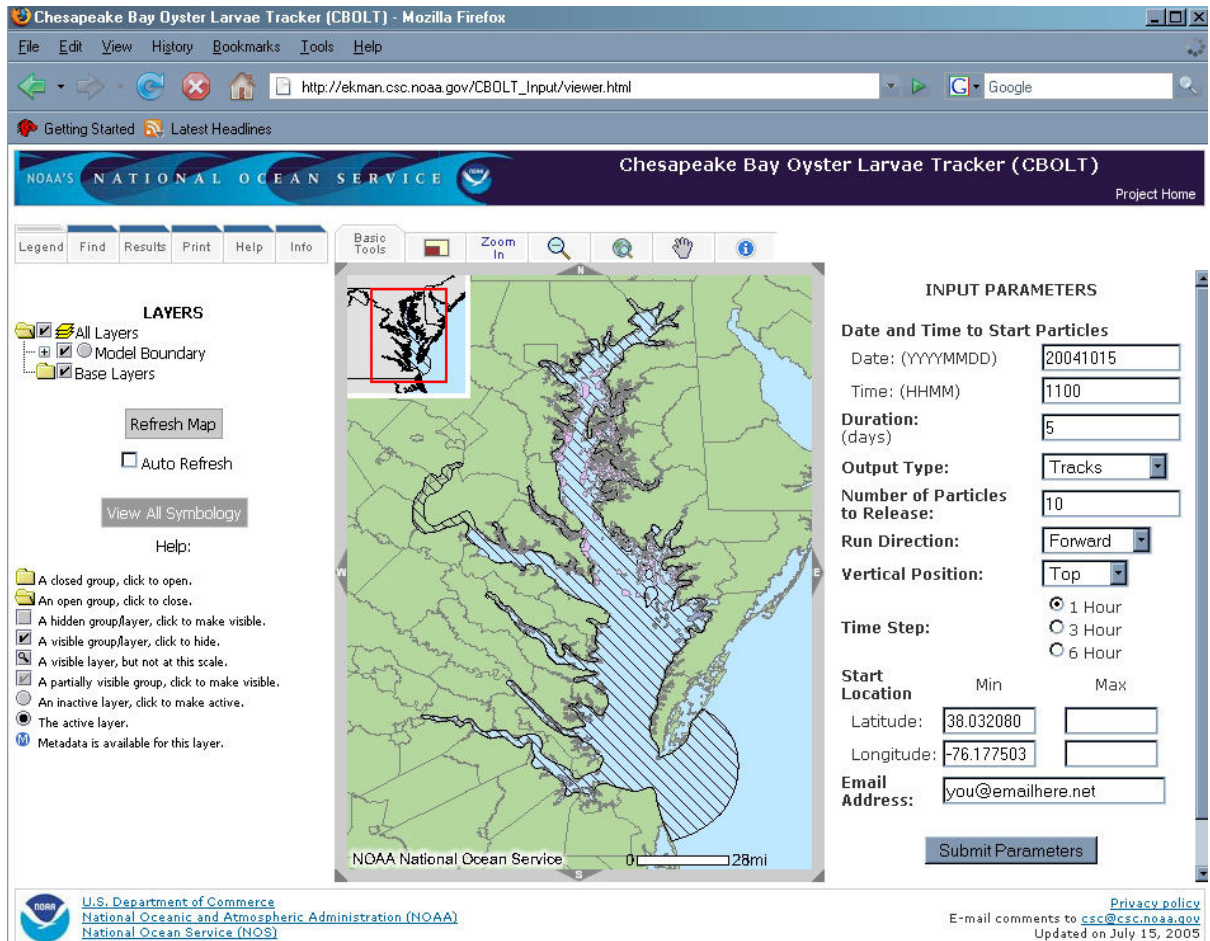 Chesapeake Bay Oyster Larvae Tracker (CBOLT) - Mozilla Firefox
File Edit View History Bookmarks Tools Help
http://ekman.csc.noaa.gov/CBOLT_Input/viewer.html
G Google
Getting Started Latest Headlines
NOAA'S NATIONAL OCEAN SERVICE
Chesapeake Bay Oyster Larvae Tracker (CBOLT)
Project Home
Legend Find Results Print Help Info
Basic Tools
Zoom In
LAYERS
All Layers
Model Boundary
Base Layers
Refresh Map
Auto Refresh
View All Symbology
Help:
A closed group, click to open.
An open group, click to close.
A hidden group/layer, click to make visible.
A visible group/layer, click to hide.
A visible layer, but not at this scale.
A partially visible group, click to make visible.
An inactive layer, click to make active.
The active layer.
M Metadata is available for this layer.
N
W
E
S
NOAA National Ocean Service
0 28mi
INPUT PARAMETERS
Date and Time to Start Particles
Date: (YYYYMMDD) 20041015
Time: (HHMM) 1100
Duration:
(days) 5
Output Type: Tracks
Number of Particles
to Release: 10
Run Direction: Forward
Vertical Position: Top
Time Step:
1 Hour
3 Hour
6 Hour
Start
Location Min Max
Latitude: 38.032080
Longitude: -76.177503
Email
Address: you@emailhere.net
Submit Parameters
NOAA
U.S. Department of Commerce
National Oceanic and Atmospheric Administration (NOAA)
National Ocean Service (NOS)
Privacy policy
E-mail comments to csc@csc.noaa.gov
Updated on July 15, 2005